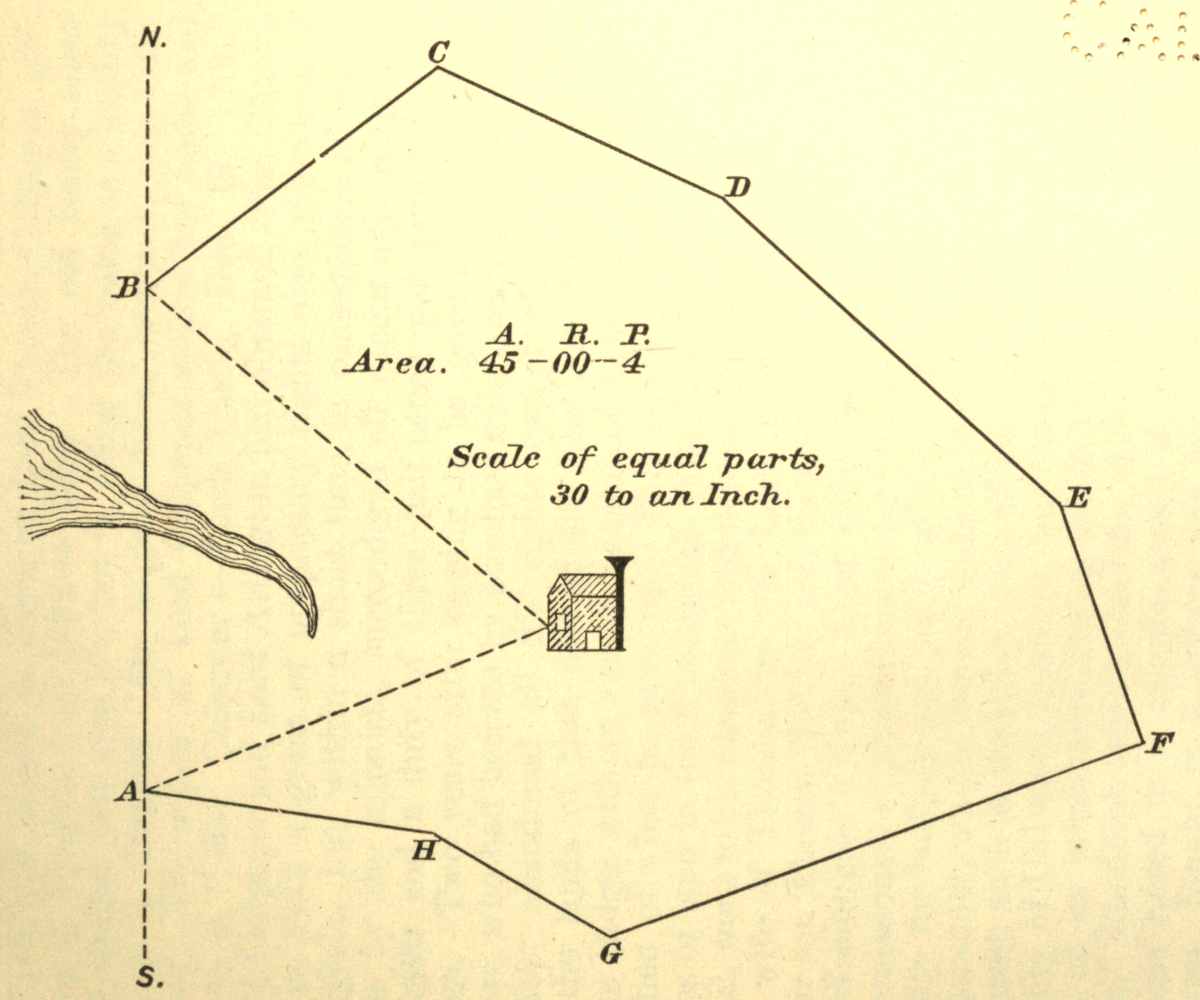 N.
C
D
B
A. R. P.
Area. 45-00-4
Scale of equal parts,
30 to an Inch.
E
F
A
H
G
S.